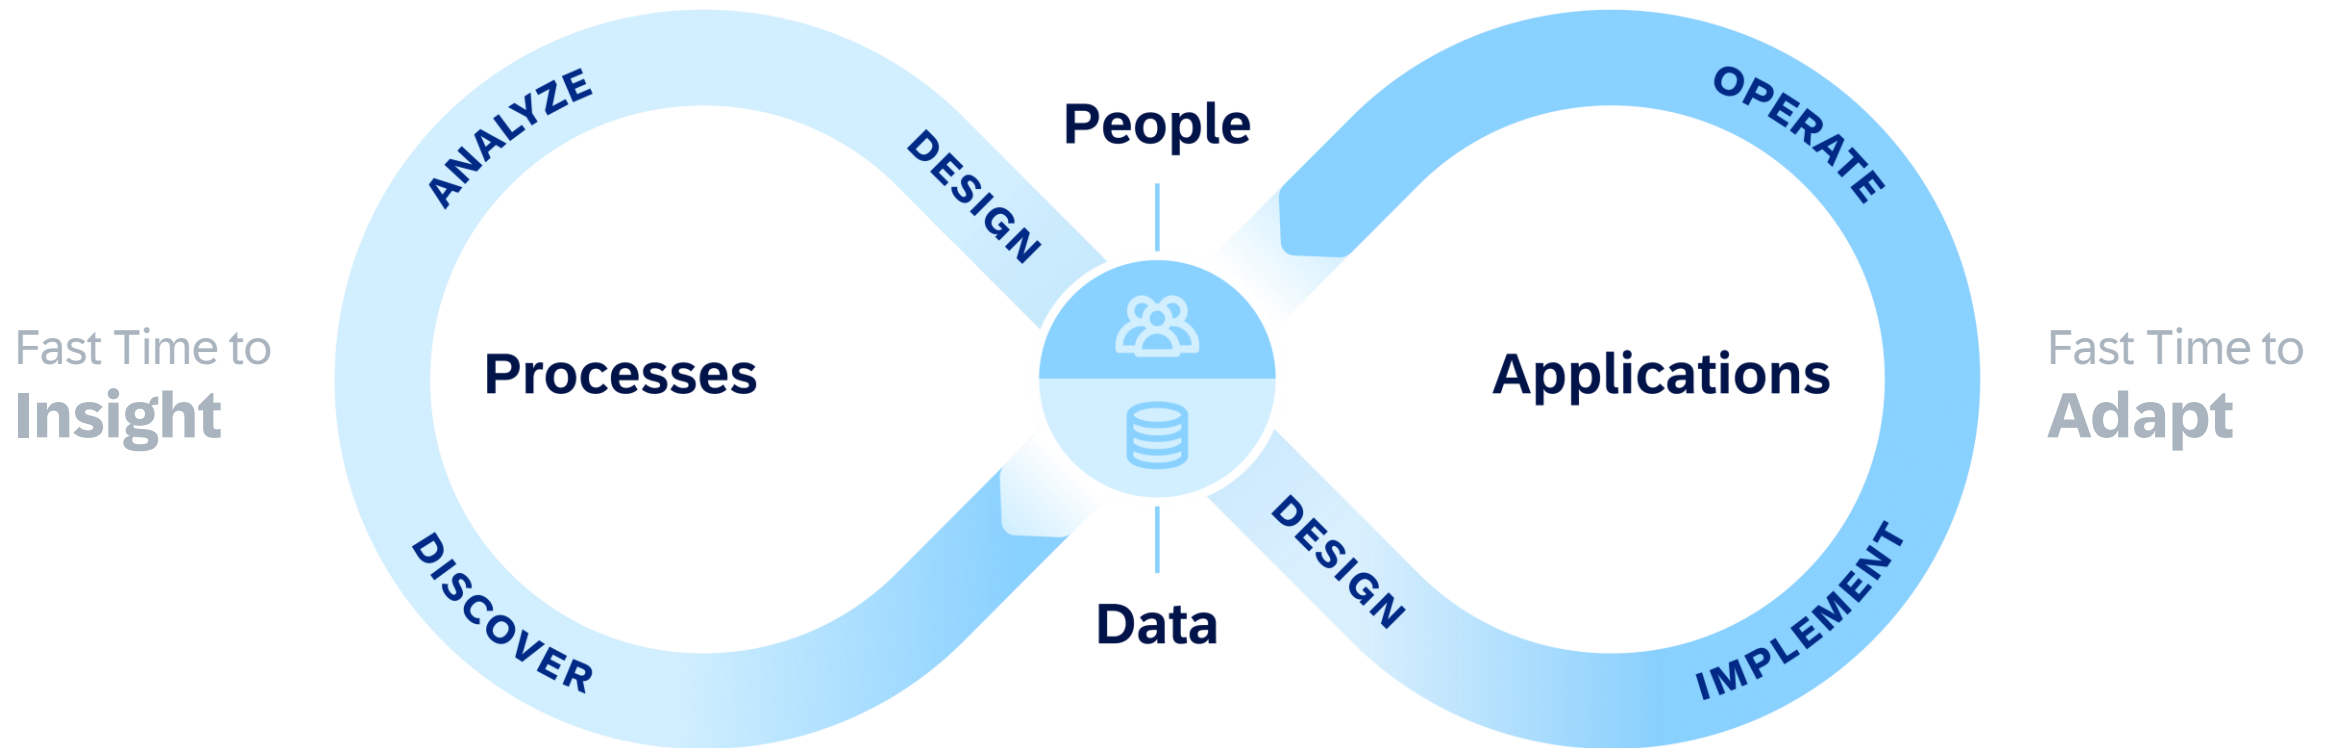 ANALYZE
DESIGN
People
OPERATE
Fast Time to
Insight
Processes
Applications
Fast Time to
Adapt
DISCOVER
Data
DESIGN
IMPLEMENT